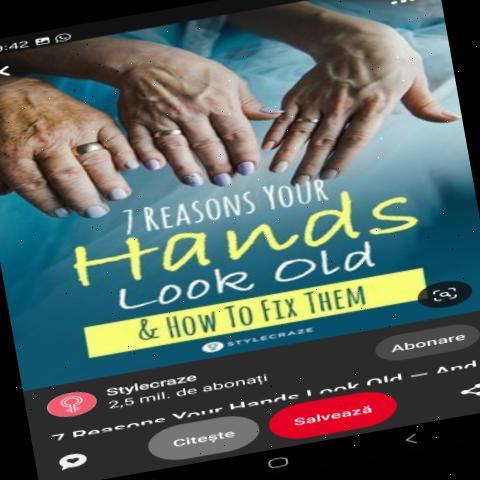 9:42
7 REASONS YOUR
Hands
Look Old
& HOW TO FIX THEM
STYLECRAZE
Stylecraze
2,5 mil. de abonați
Abonare
7 Reasons Your Hands Look Old — And
Citește
Salvează